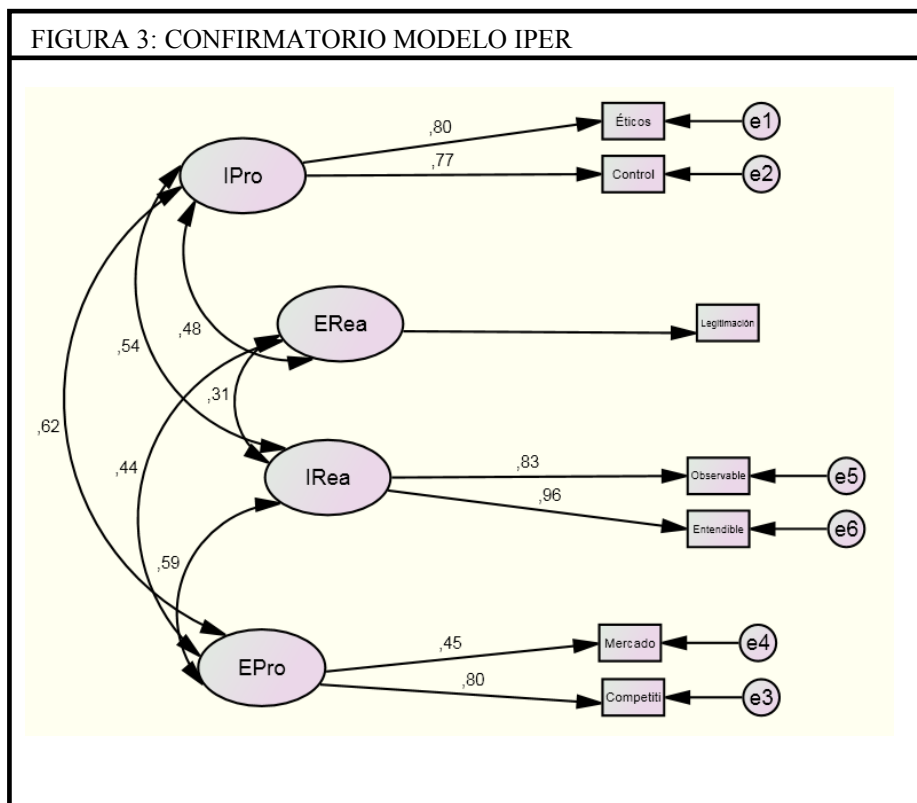 FIGURA 3: CONFIRMATORIO MODELO IPER
,80
Éticos
e1
,77
Control
e2
IPro
ERea
Legitimación
,48
,54
,31
,62
,44
IRea
,83
Observable
e5
,96
Entendible
e6
,59
EPro
,45
Mercado
e4
,80
Competiti
e3